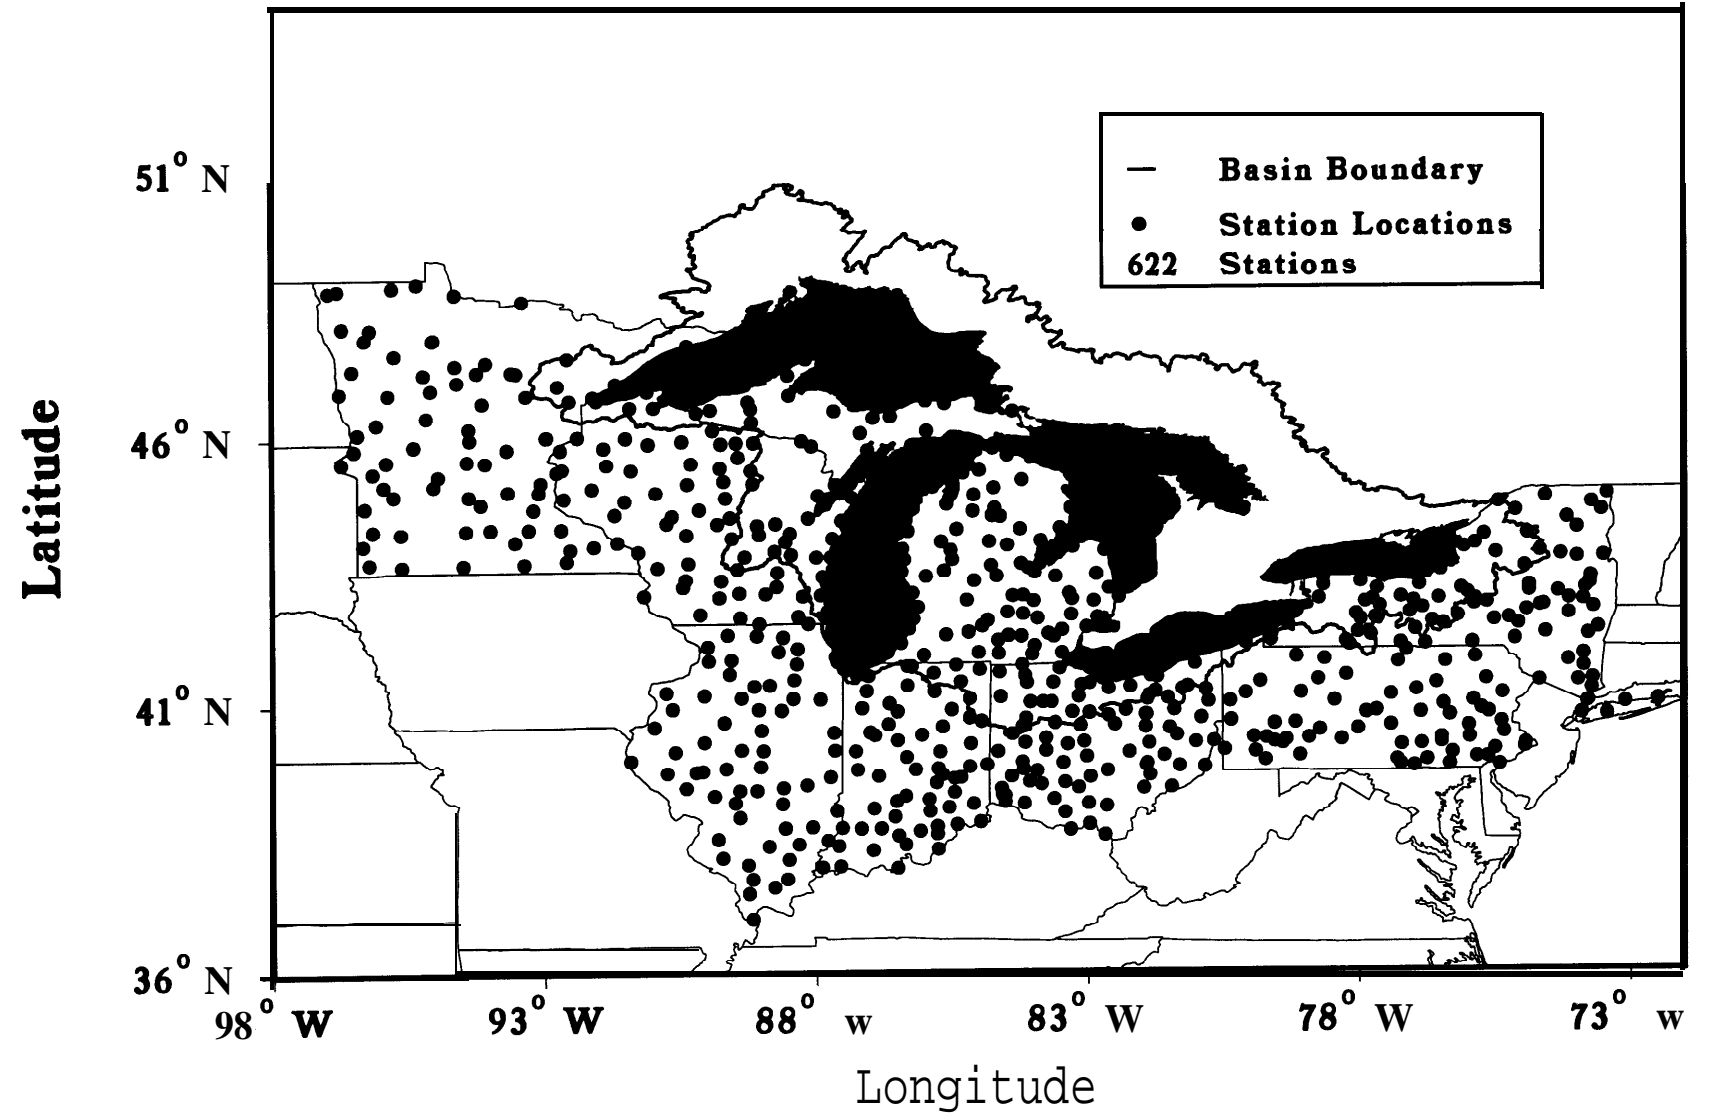 Basin Boundary
Station Locations
622 Stations
51° N
46° N
41° N
36° N
Latitude
98° W 93° W 88° w 83° W 78° W 73° w
Longitude